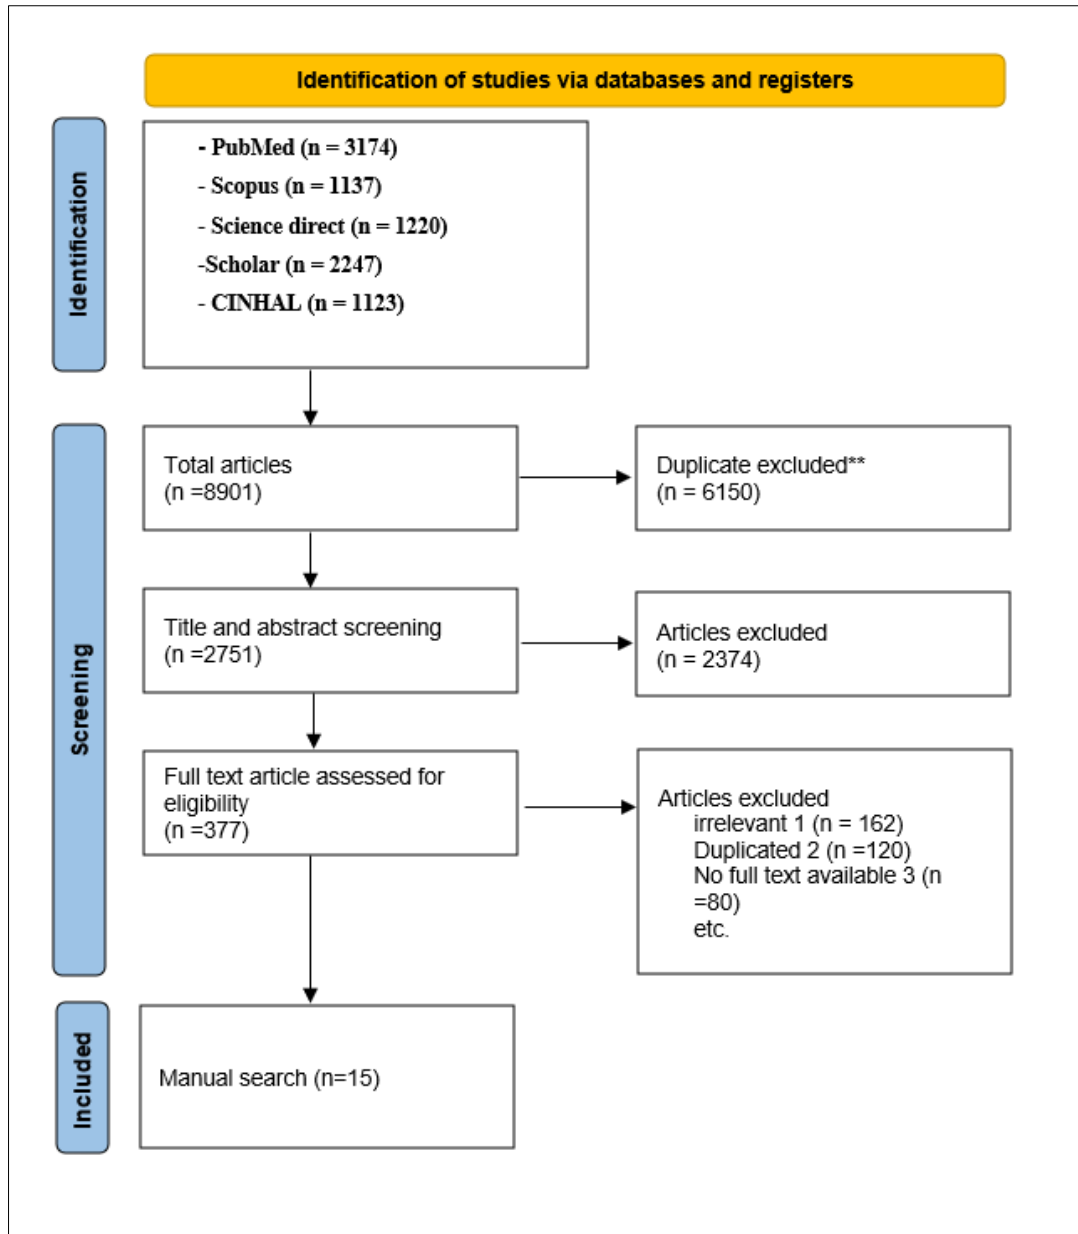 Identification of studies via databases and registers
Identification
- PubMed (n = 3174)
- Scopus (n = 1137)
- Science direct (n = 1220)
-Scholar (n = 2247)
- CINHAL (n = 1123)
Screening
Total articles
(n =8901)
Duplicate excluded**
(n = 6150)
Title and abstract screening
(n =2751)
Articles excluded
(n = 2374)
Full text article assessed for
eligibility
(n =377)
Articles excluded
irrelevant 1 (n = 162)
Duplicated 2 (n =120)
No full text available 3 (n
=80)
etc.
Included
Manual search (n=15)